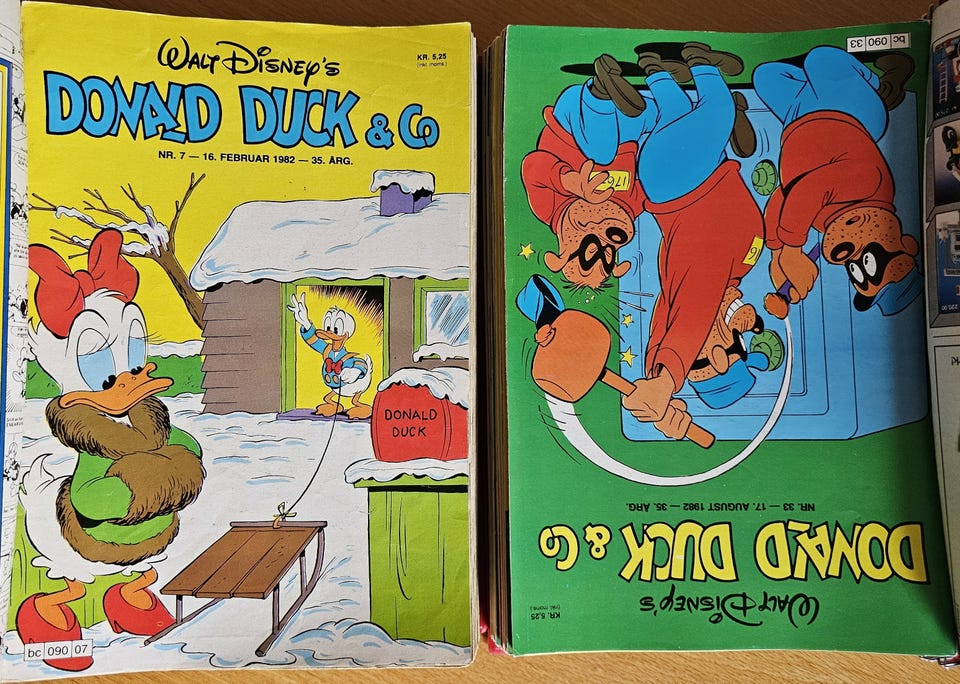 WALT DISNEY'S
KR. 5,25
(inkl. moms.)
DONALD DUCK & Co
NR. 7 — 16. FEBRUAR 1982 — 35. ÅRG.
DONALD
DUCK
bc 090 07
WALT DISNEY'S
KR. 5,25
(inkl. moms.)
DONALD DUCK & Co
NR. 33 — 17. AUGUST 1982 — 35. ÅRG.
bc 090 33